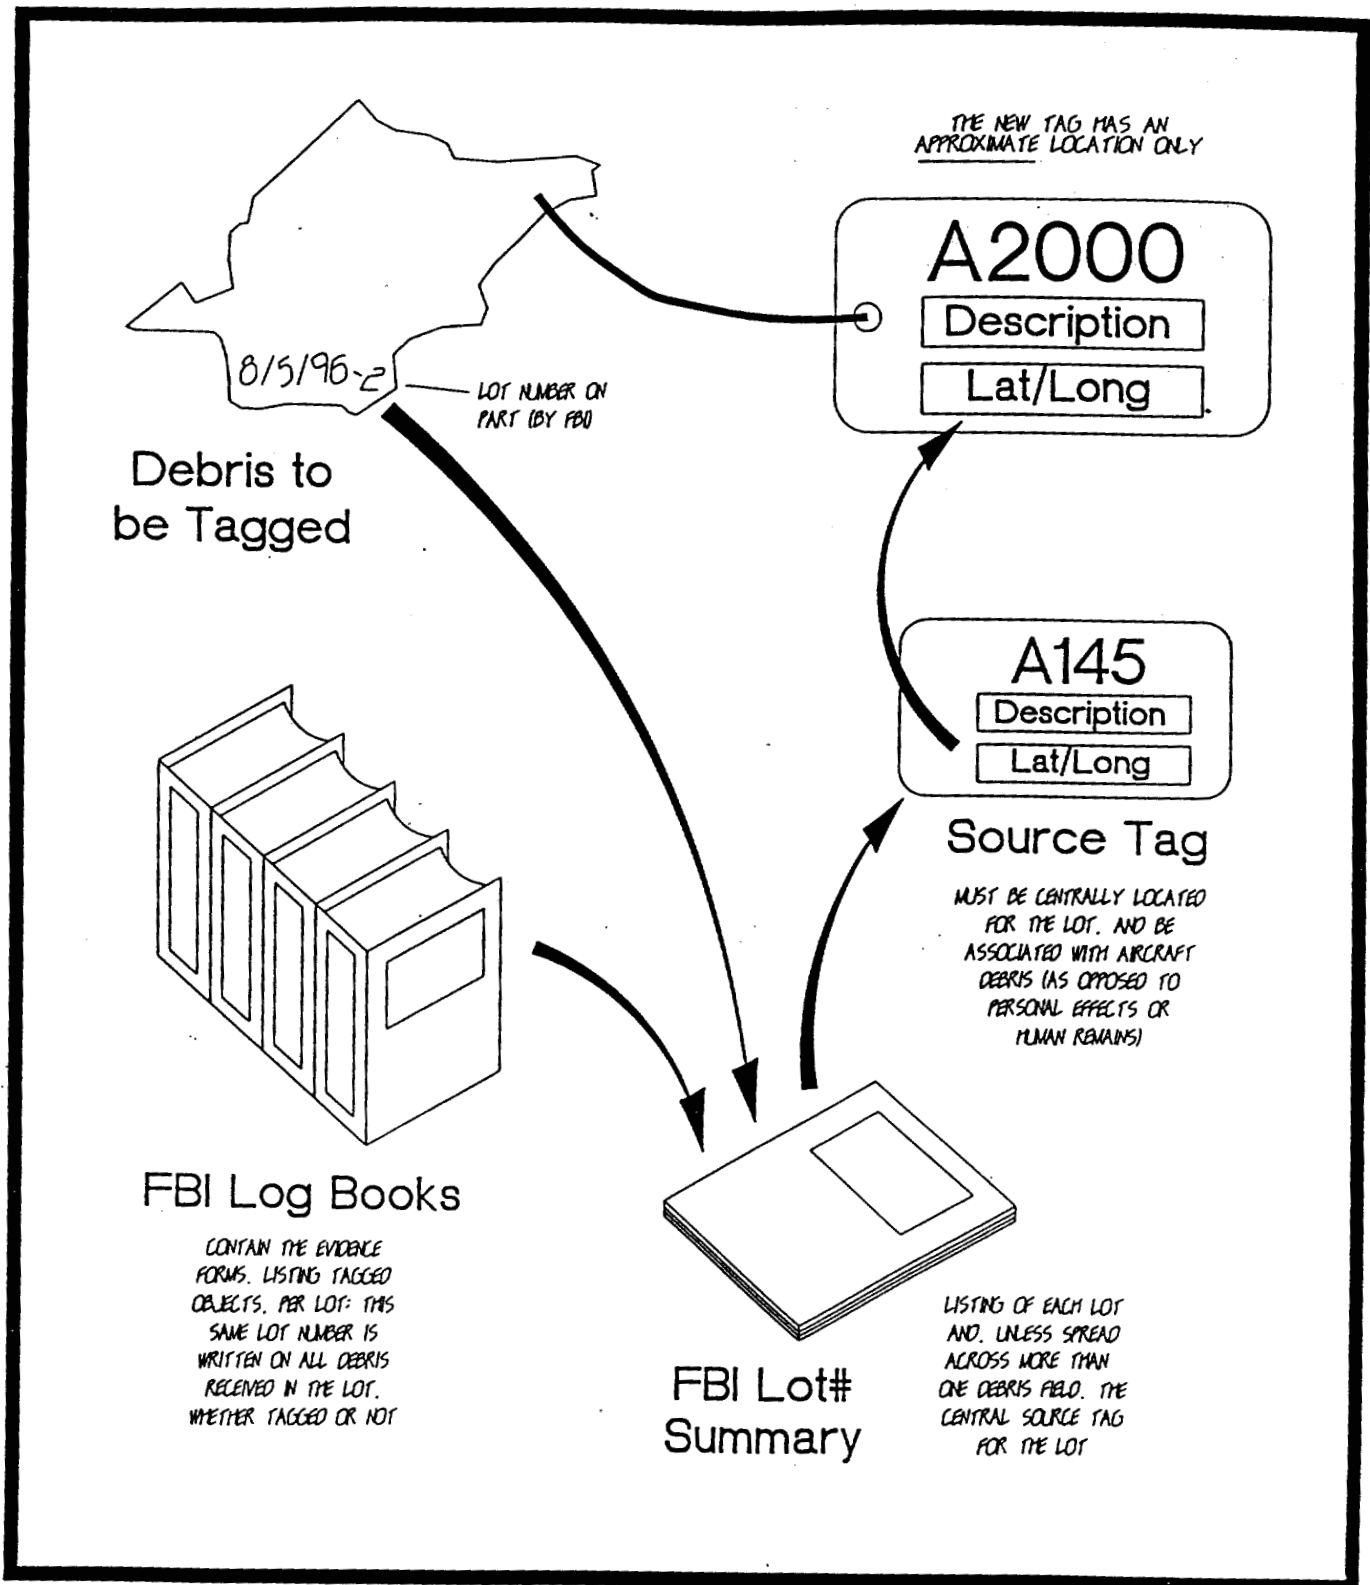 THE NEW TAG HAS AN
APPROXIMATE LOCATION ONLY
A2000
Description
Lat/Long
8/5/96-2
LOT NUMBER ON
PART (BY FBI)
Debris to
be Tagged
A145
Description
Lat/Long
Source Tag
MUST BE CENTRALLY LOCATED
FOR THE LOT, AND BE
ASSOCIATED WITH AIRCRAFT
DEBRIS (AS OPPOSED TO
PERSONAL EFFECTS OR
HUMAN REMAINS)
FBI Log Books
CONTAIN THE EVIDENCE
FORMS, LISTING TAGGED
OBJECTS, PER LOT: THIS
SAME LOT NUMBER IS
WRITTEN ON ALL DEBRIS
RECEIVED IN THE LOT,
WHETHER TAGGED OR NOT
FBI Lot#
Summary
LISTING OF EACH LOT
AND, UNLESS SPREAD
ACROSS MORE THAN
ONE DEBRIS FIELD, THE
CENTRAL SOURCE TAG
FOR THE LOT